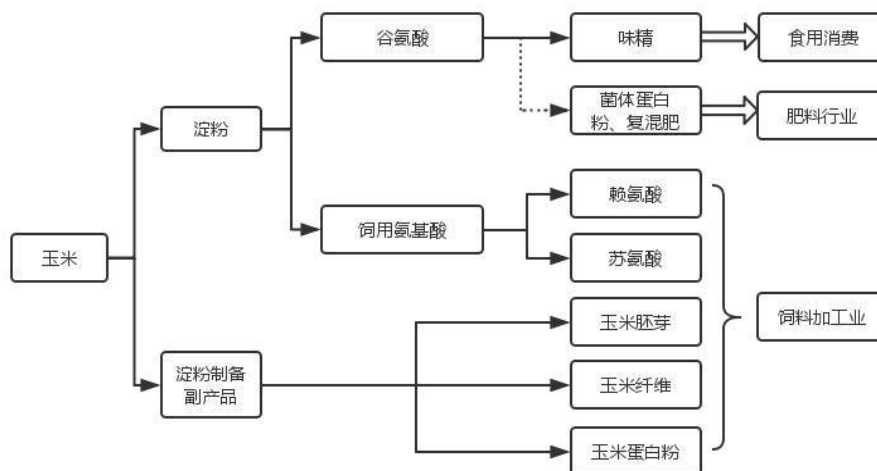 谷氨酸
味精
食用消费
淀粉
菌体蛋白
粉、复混肥
肥料行业
赖氨酸
玉米
饲用氨基酸
苏氨酸
玉米胚芽
饲料加工业
淀粉制备
副产品
玉米纤维
玉米蛋白粉